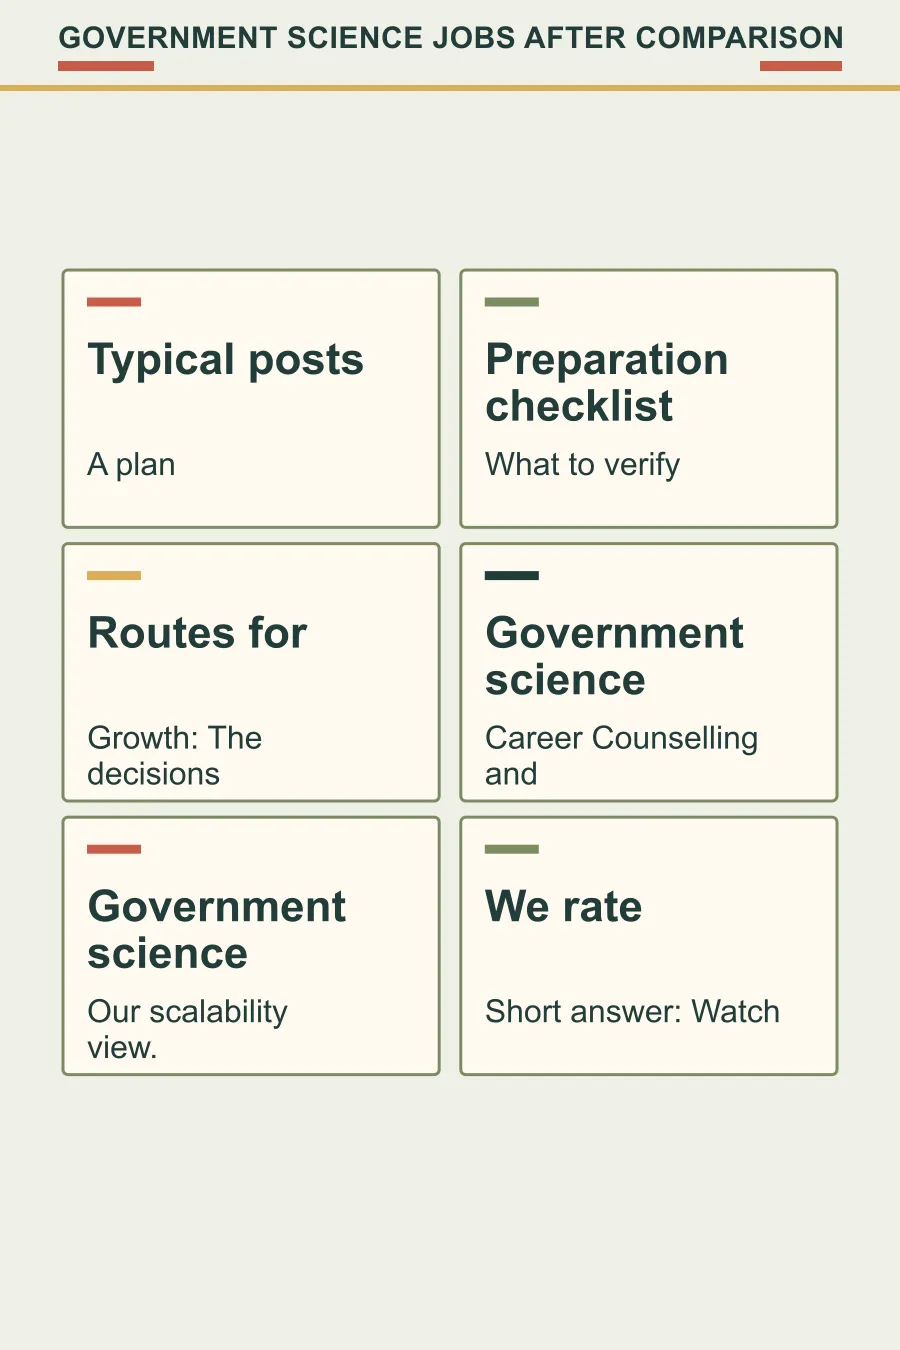 GOVERNMENT SCIENCE JOBS AFTER COMPARISON
Typical posts
A plan
Preparation
checklist
What to verify
Routes for
Growth: The
decisions
Government
science
Career Counselling
and
Government
science
Our scalability
view.
We rate
Short answer: Watch